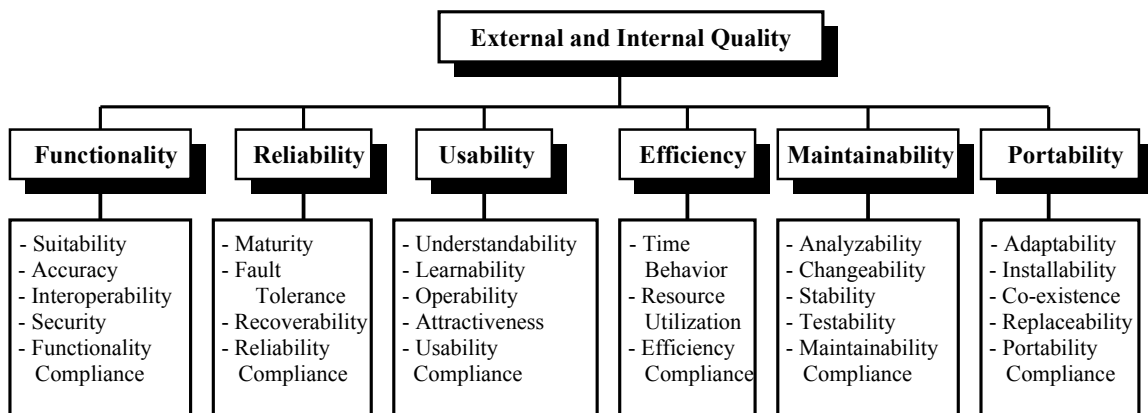 External and Internal Quality
Functionality
Reliability
Usability
Efficiency
Maintainability
Portability
- Suitability
- Accuracy
- Interoperability
- Security
- Functionality
Compliance
- Maturity
- Fault
Tolerance
- Recoverability
- Reliability
Compliance
- Understandability
- Learnability
- Operability
- Attractiveness
- Usability
Compliance
- Time
Behavior
- Resource
Utilization
- Efficiency
Compliance
- Analyzability
- Changeability
- Stability
- Testability
- Maintainability
Compliance
- Adaptability
- Installability
- Co-existence
- Replaceability
- Portability
Compliance